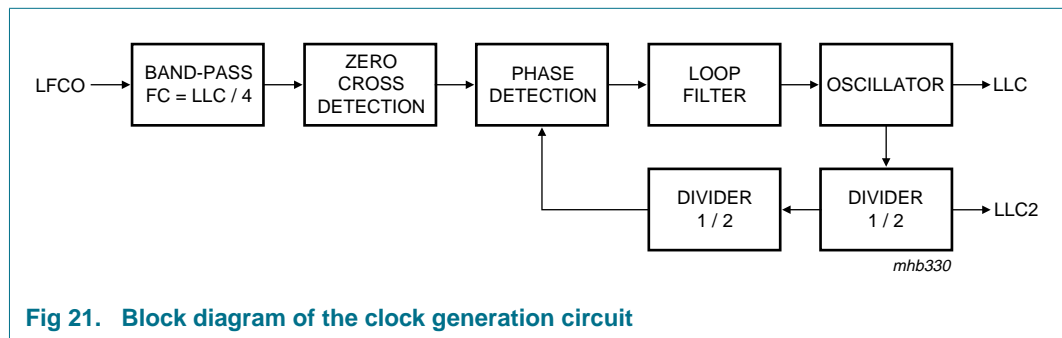 LFCO
BAND-PASS
FC = LLC / 4
ZERO
CROSS
DETECTION
PHASE
DETECTION
LOOP
FILTER
OSCILLATOR
LLC
DIVIDER
1 / 2
DIVIDER
1 / 2
LLC2
mhb330
Fig 21. Block diagram of the clock generation circuit